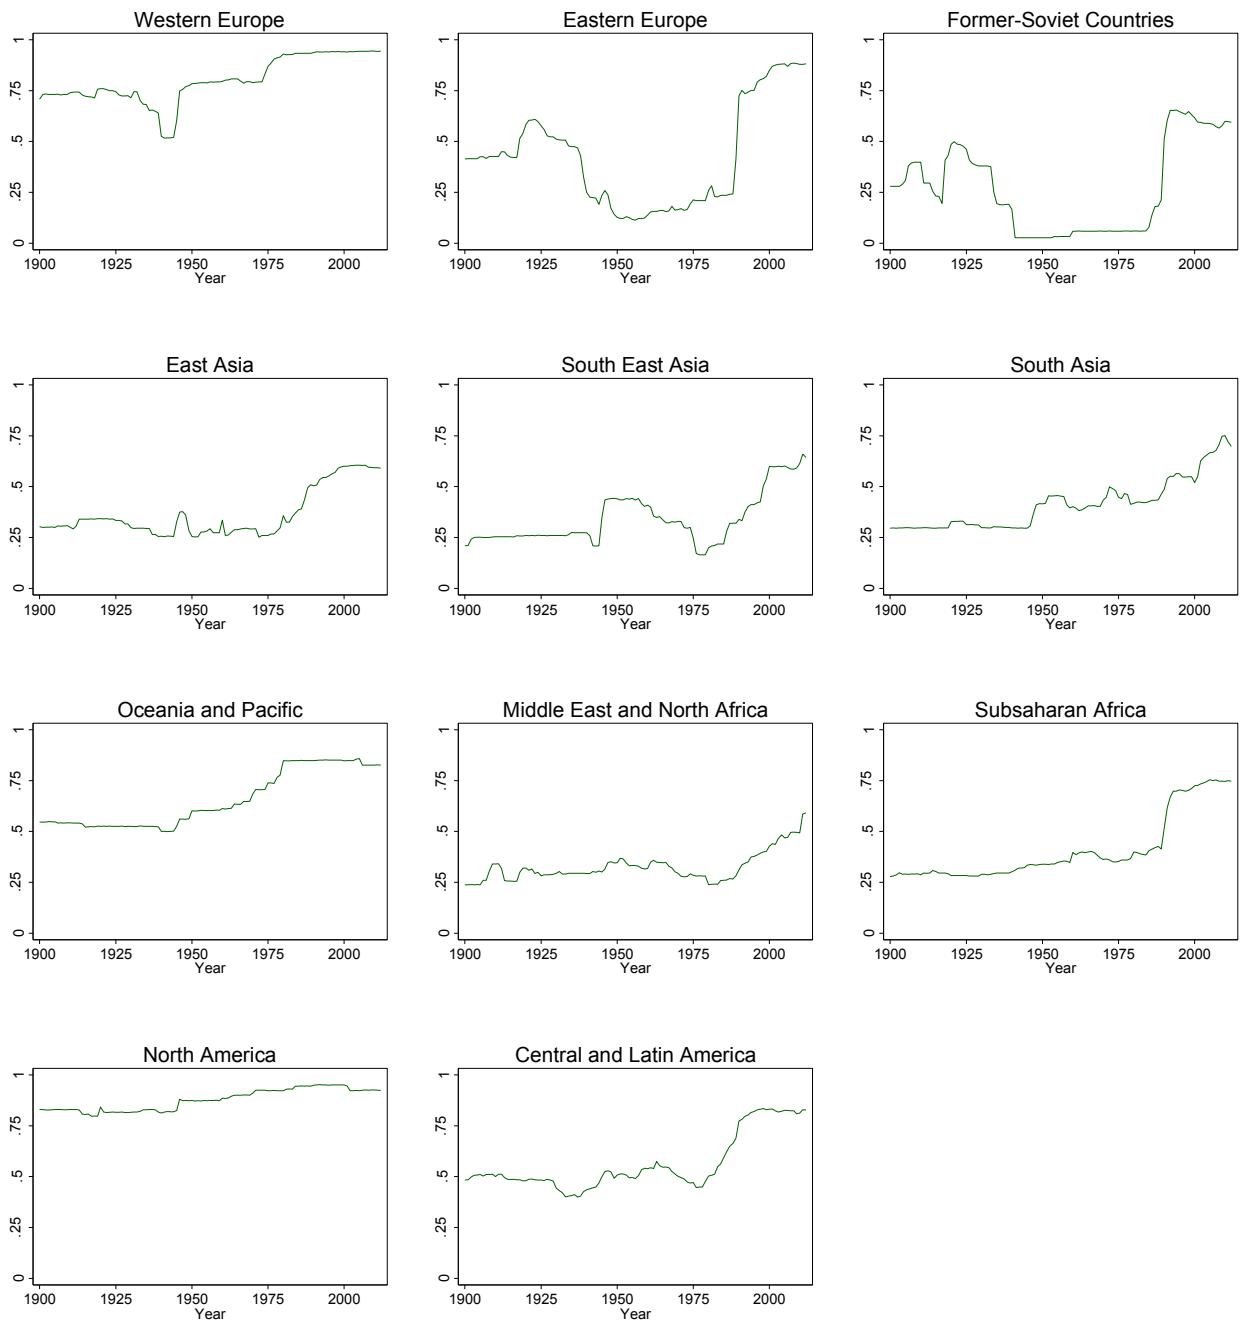 Western Europe
Eastern Europe
Former-Soviet Countries
1
.75
.5
.25
0
1900 1925 1950 1975 2000
Year
1
.75
.5
.25
0
1900 1925 1950 1975 2000
Year
1
.75
.5
.25
0
1900 1925 1950 1975 2000
Year
East Asia
South East Asia
South Asia
1
.75
.5
.25
0
1900 1925 1950 1975 2000
Year
1
.75
.5
.25
0
1900 1925 1950 1975 2000
Year
1
.75
.5
.25
0
1900 1925 1950 1975 2000
Year
Oceania and Pacific
Middle East and North Africa
Subsaharan Africa
1
.75
.5
.25
0
1900 1925 1950 1975 2000
Year
1
.75
.5
.25
0
1900 1925 1950 1975 2000
Year
1
.75
.5
.25
0
1900 1925 1950 1975 2000
Year
North America
Central and Latin America
1
.75
.5
.25
0
1900 1925 1950 1975 2000
Year
1
.75
.5
.25
0
1900 1925 1950 1975 2000
Year